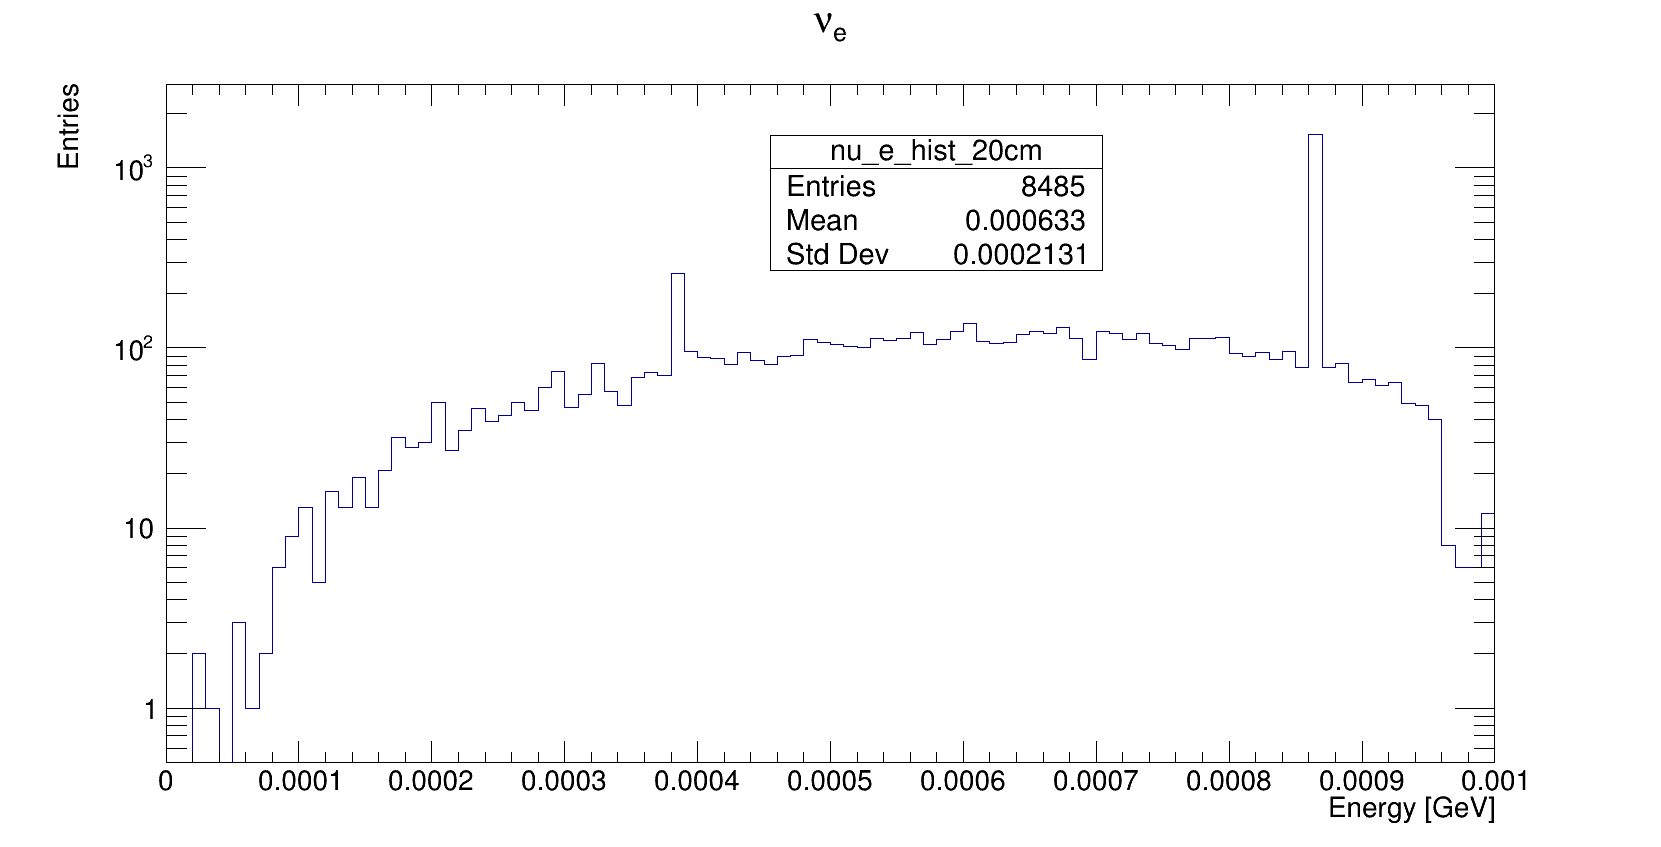 νe
Entries
nu_e_hist_20cm
Entries 8485
Mean 0.000633
Std Dev 0.0002131
10³
10²
10
1
0 0.0001 0.0002 0.0003 0.0004 0.0005 0.0006 0.0007 0.0008 0.0009 0.001
Energy [GeV]